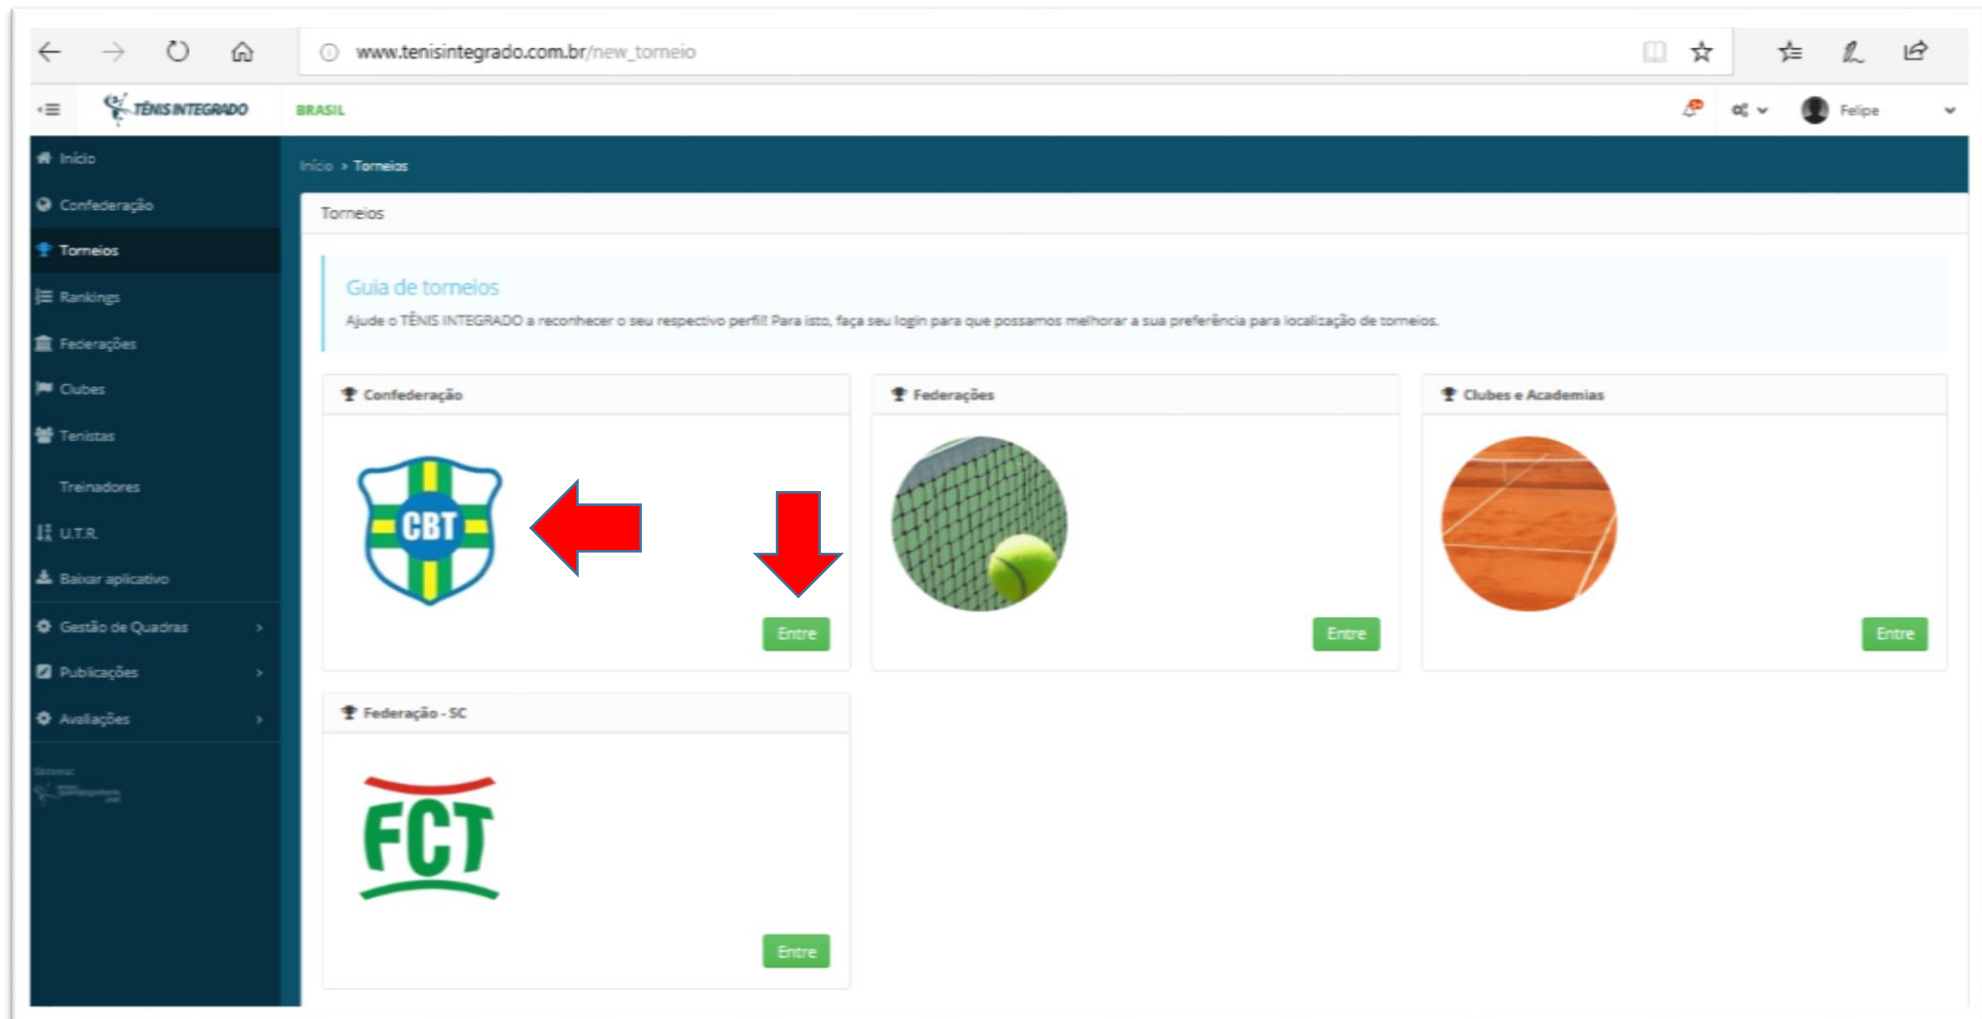 www.tenisintegrado.com.br/new_torneio
TÊNIS INTEGRADO
BRASIL
Felipe
Início
Início > Torneios
Confederação
Torneios
Rankings
Federações
Clubes
Tenistas
Treinadores
U.T.R.
Baixar aplicativo
Gestão de Quadras
Publicações
Avaliações
Sistema:
Torneios
Guia de torneios
Ajude o TÊNIS INTEGRADO a reconhecer o seu respectivo perfil! Para isto, faça seu login para que possamos melhorar a sua preferência para localização de torneios.
Confederação
CBT
Entre
Federações
Entre
Clubes e Academias
Entre
Federação - SC
FCT
Entre